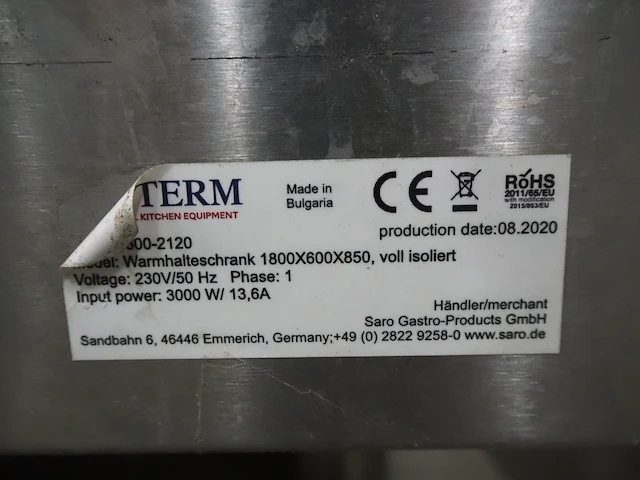 TERM
KITCHEN EQUIPMENT
Made in
Bulgaria
CE
RoHS
2011/65/EU
with modification
2015/863/EU
production date:08.2020
500-2120
Model: Warmhalteschrank 1800X600X850, voll isoliert
Voltage: 230V/50 Hz Phase: 1
Input power: 3000 W/ 13,6A
Händler/merchant
Saro Gastro-Products GmbH
Sandbahn 6, 46446 Emmerich, Germany;+49 (0) 2822 9258-0 www.saro.de